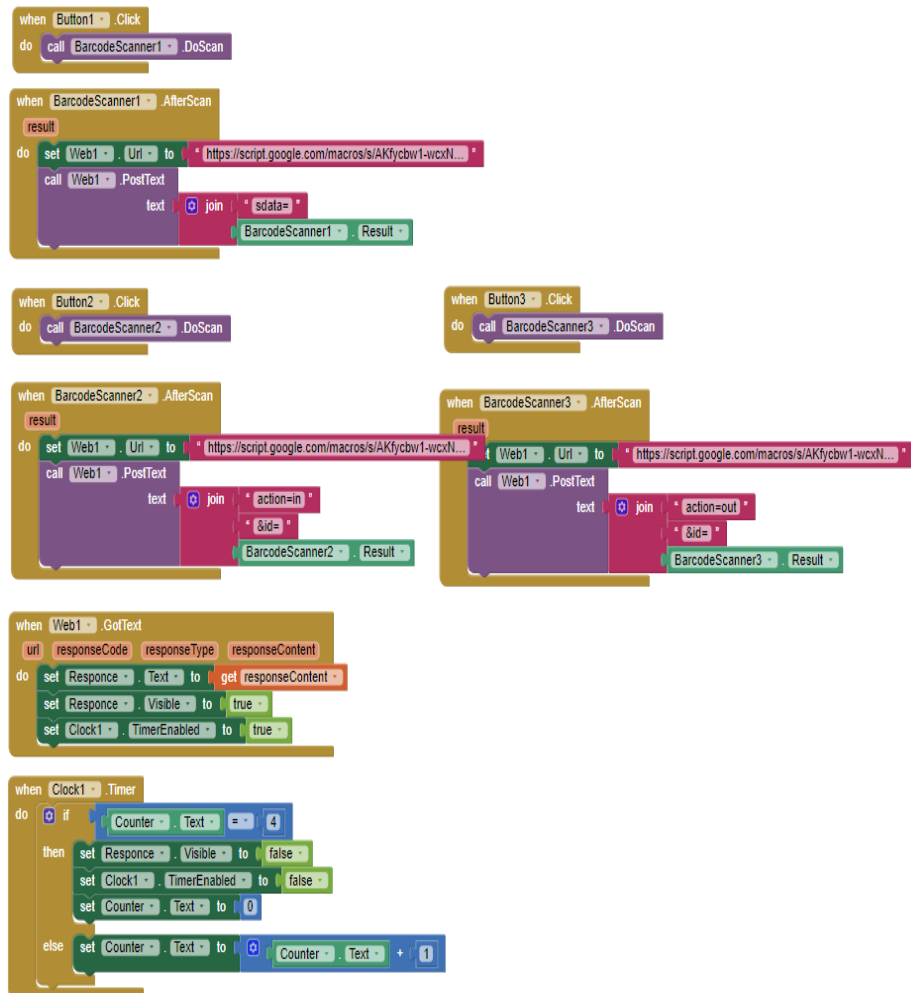 when Button1 .Click
do call BarcodeScanner1 .DoScan
when BarcodeScanner1 .AfterScan
result
do set Web1 . Url to " https://script.google.com/macros/s/AKfycbw1-wcxN... "
call Web1 .PostText
text join " sdata= "
BarcodeScanner1 . Result
when Button2 .Click
do call BarcodeScanner2 .DoScan
when Button3 .Click
do call BarcodeScanner3 .DoScan
when BarcodeScanner2 .AfterScan
result
do set Web1 . Url to " https://script.google.com/macros/s/AKfycbw1-wcxN... "
call Web1 .PostText
text join " action=in "
" &id= "
BarcodeScanner2 . Result
when BarcodeScanner3 .AfterScan
result
Web1 . Url to " https://script.google.com/macros/s/AKfycbw1-wcxN... "
call Web1 .PostText
text join " action=out "
" &id= "
BarcodeScanner3 . Result
when Web1 .GotText
url responseCode responseType responseContent
do set Responce . Text to get responseContent
set Responce . Visible to true
set Clock1 . TimerEnabled to true
when Clock1 .Timer
do if Counter . Text = 4
then set Responce . Visible to false
set Clock1 . TimerEnabled to false
set Counter . Text to 0
else set Counter . Text to Counter . Text + 1